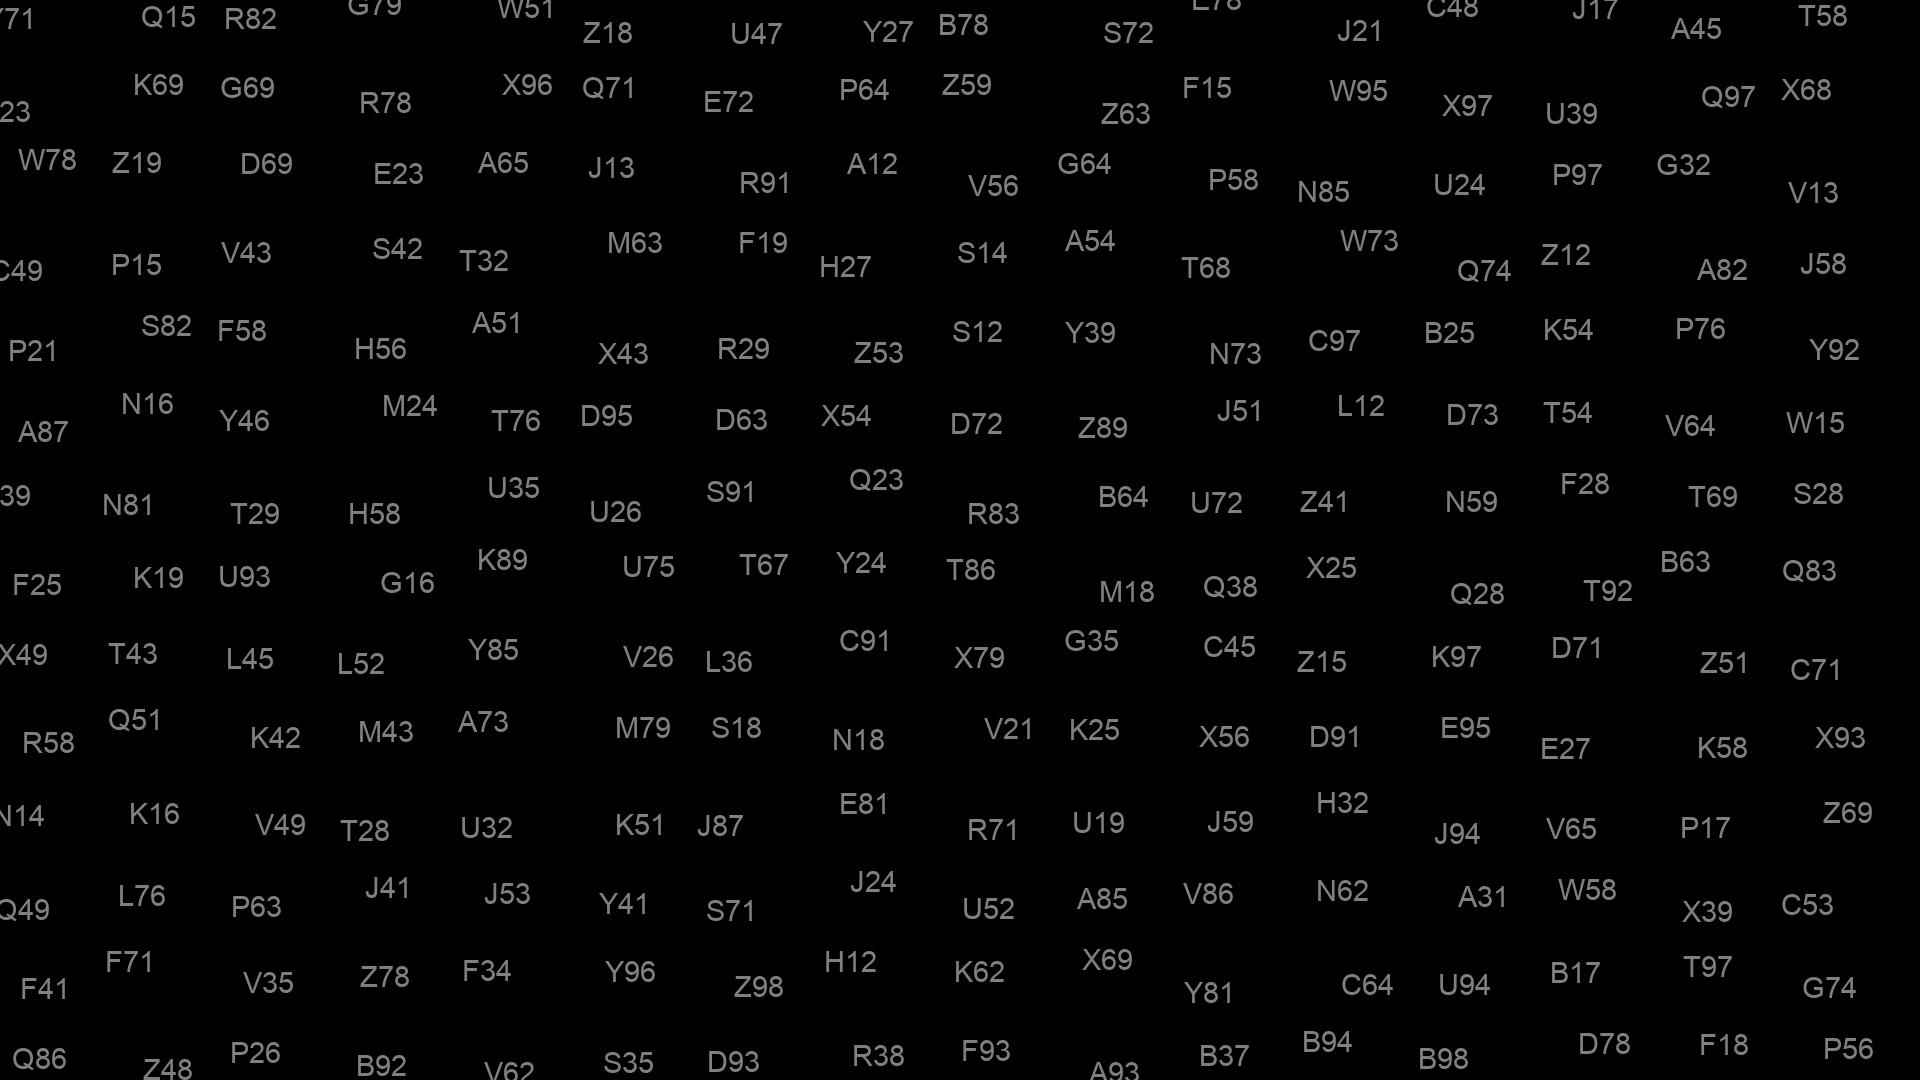 Q15 R82 G79 W51 Z18 U47 Y27 B78 S72 J21 C48 J17 A45 T58
K69 G69 R78 X96 Q71 E72 P64 Z59 Z63 F15 W95 X97 U39 Q97 X68
W78 Z19 D69 E23 A65 J13 R91 A12 V56 G64 P58 N85 U24 P97 G32 V13
C49 P15 V43 S42 T32 M63 F19 H27 S14 A54 T68 W73 Q74 Z12 A82 J58
P21 S82 F58 H56 A51 X43 R29 Z53 S12 Y39 N73 C97 B25 K54 P76 Y92
A87 N16 Y46 M24 T76 D95 D63 X54 D72 Z89 J51 L12 D73 T54 V64 W15
39 N81 T29 H58 U35 U26 S91 Q23 R83 B64 U72 Z41 N59 F28 T69 S28
F25 K19 U93 G16 K89 U75 T67 Y24 T86 M18 Q38 X25 Q28 T92 B63 Q83
X49 T43 L45 L52 Y85 V26 L36 C91 X79 G35 C45 Z15 K97 D71 Z51 C71
R58 Q51 K42 M43 A73 M79 S18 N18 V21 K25 X56 D91 E95 E27 K58 X93
N14 K16 V49 T28 U32 K51 J87 E81 R71 U19 J59 H32 J94 V65 P17 Z69
Q49 L76 P63 J41 J53 Y41 S71 J24 U52 A85 V86 N62 A31 W58 X39 C53
F41 F71 V35 Z78 F34 Y96 Z98 H12 K62 X69 Y81 C64 U94 B17 T97 G74
Q86 Z48 P26 B92 V62 S35 D93 R38 F93 A93 B37 B94 B98 D78 F18 P56